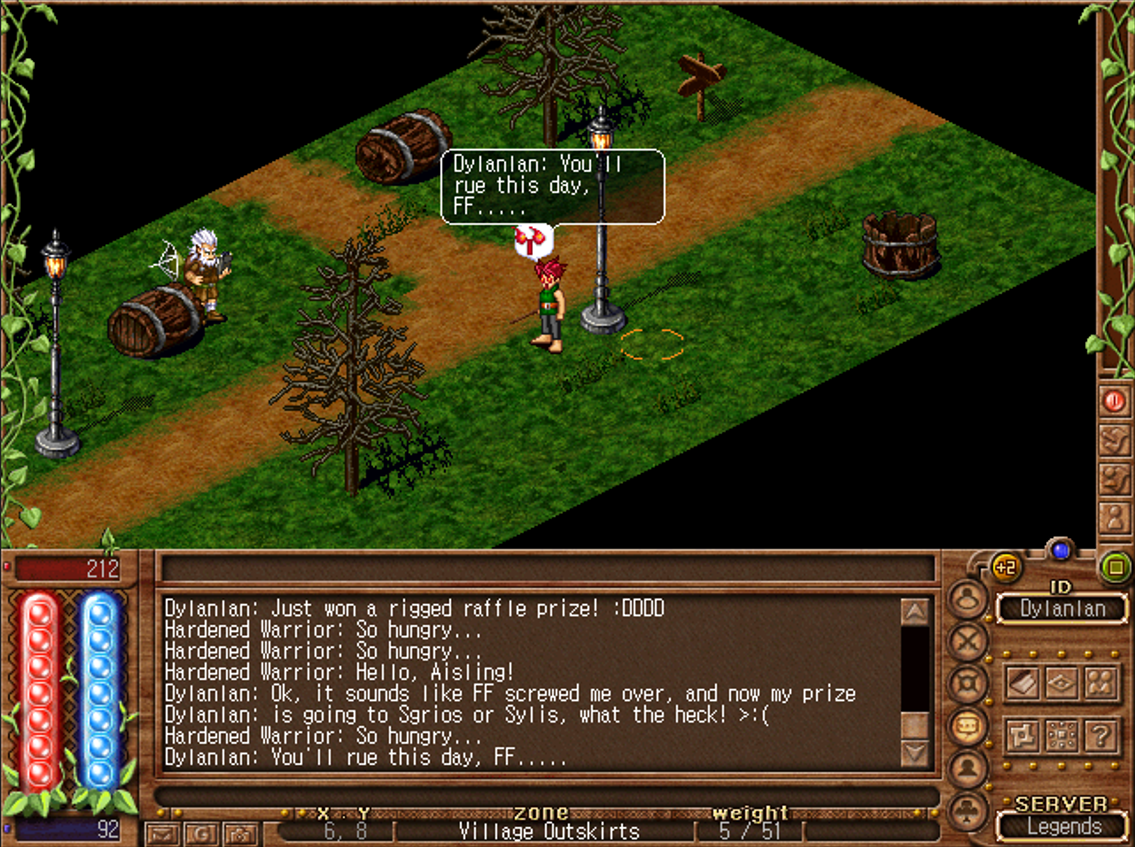 Dylanlan: You'll
rue this day,
FF.....
212
Dylanlan: Just won a rigged raffle prize! :DDDD
Hardened Warrior: So hungry...
Hardened Warrior: So hungry...
Hardened Warrior: Hello, Aisling!
Dylanlan: Ok, it sounds like FF screwed me over, and now my prize
Dylanlan: is going to Sgrios or Sylis, what the heck! >:(
Hardened Warrior: So hungry...
Dylanlan: You'll rue this day, FF.....
+2
ID
Dylanlan
?
92
X . Y zone weight
6, 8 Village Outskirts 5 / 51
SERVER
Legends